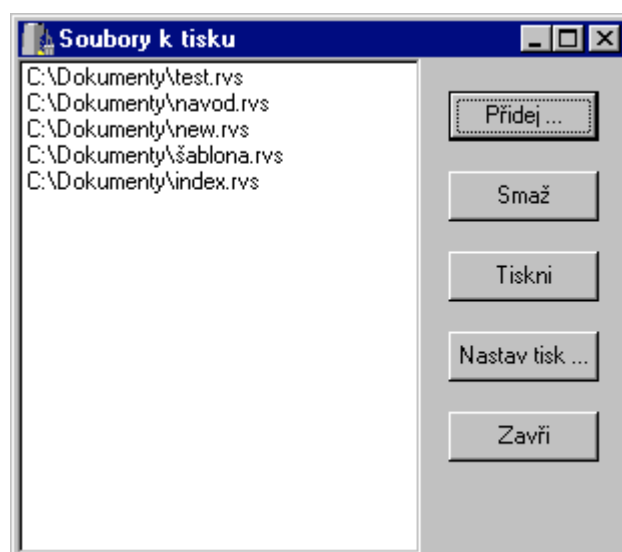 Soubory k tisku
C:\Dokumenty\test.rvs
C:\Dokumenty\navod.rvs
C:\Dokumenty\new.rvs
C:\Dokumenty\šablona.rvs
C:\Dokumenty\index.rvs
Přidej ...
Smaž
Tiskni
Nastav tisk ...
Zavři